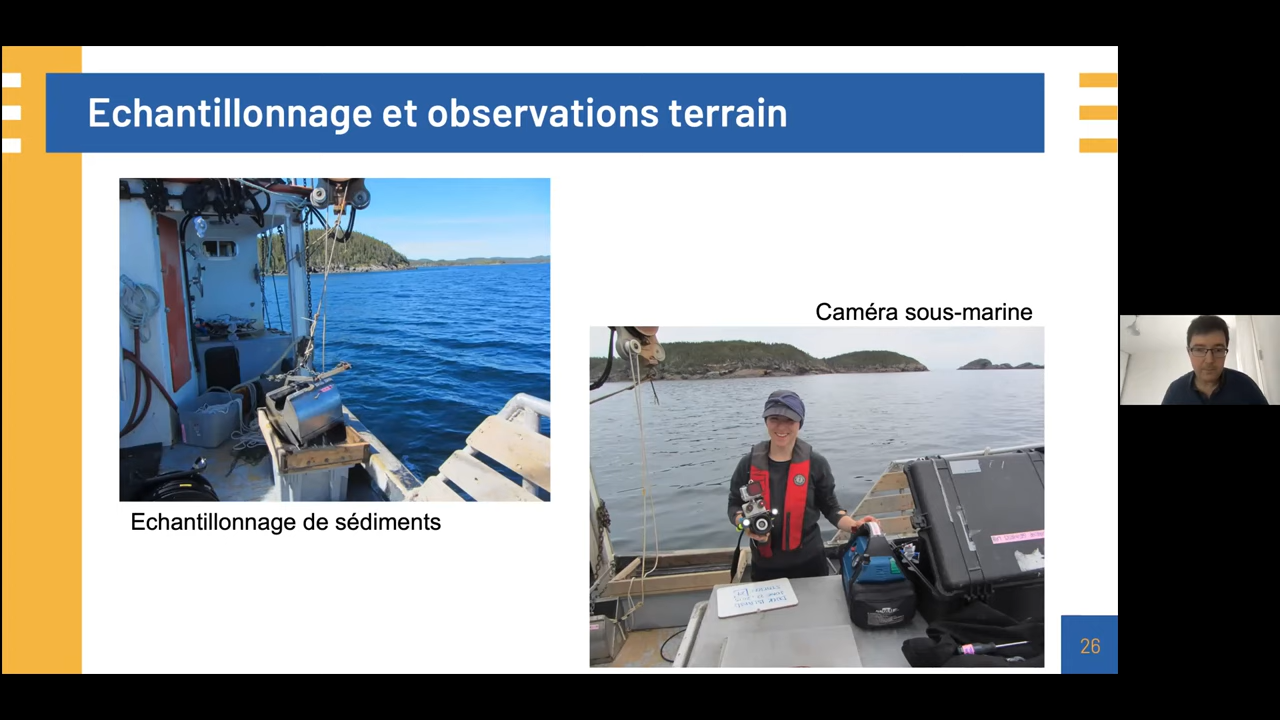 Echantillonnage et observations terrain
Caméra sous-marine
Echantillonnage de sédiments
26